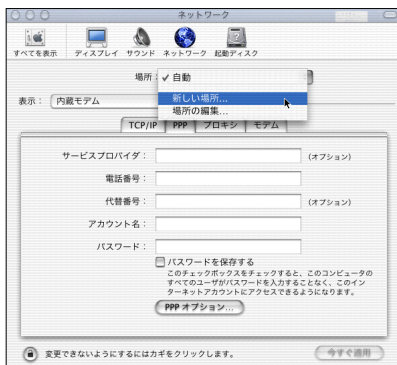 ネットワーク
すべてを表示 ディスプレイ サウンド ネットワーク 起動ディスク
場所： ✓ 自動
新しい場所...
場所の編集...
表示： 内蔵モデム
TCP/IP PPP プロキシ モデム
サービスプロバイダ： (オプション)
電話番号：
代替番号： (オプション)
アカウント名：
パスワード：
パスワードを保存する
このチェックボックスをチェックすると、このコンピュータの
すべてのユーザがパスワードを入力することなく、このイン
ターネットアカウントにアクセスできるようになります。
PPP オプション...
変更できないようにするにはカギをクリックします。 今すぐ適用